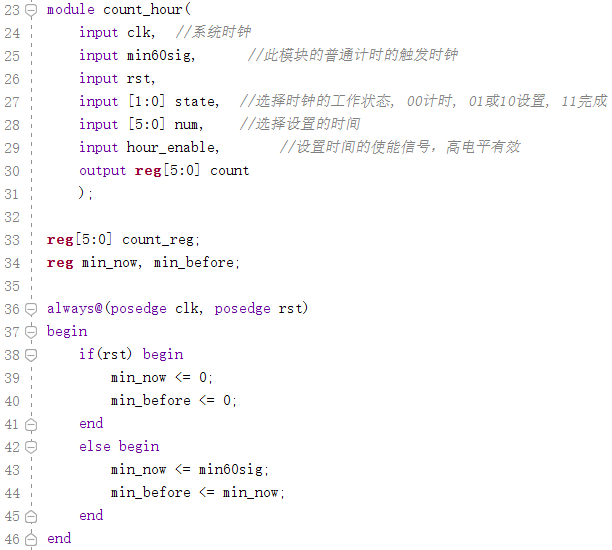 23 module count_hour(
24     input clk,  //系统时钟
25     input min60sig,       //此模块的普通计时的触发时钟
26     input rst,
27     input [1:0] state,  //选择时钟的工作状态, 00计时, 01或10设置, 11完成
28     input [5:0] num,    //选择设置的时间
29     input hour_enable,       //设置时间的使能信号，高电平有效
30     output reg[5:0] count
31     );
32
33 reg[5:0] count_reg;
34 reg min_now, min_before;
35
36 always@(posedge clk, posedge rst)
37 begin
38     if(rst) begin
39         min_now <= 0;
40         min_before <= 0;
41     end
42     else begin
43         min_now <= min60sig;
44         min_before <= min_now;
45     end
46 end